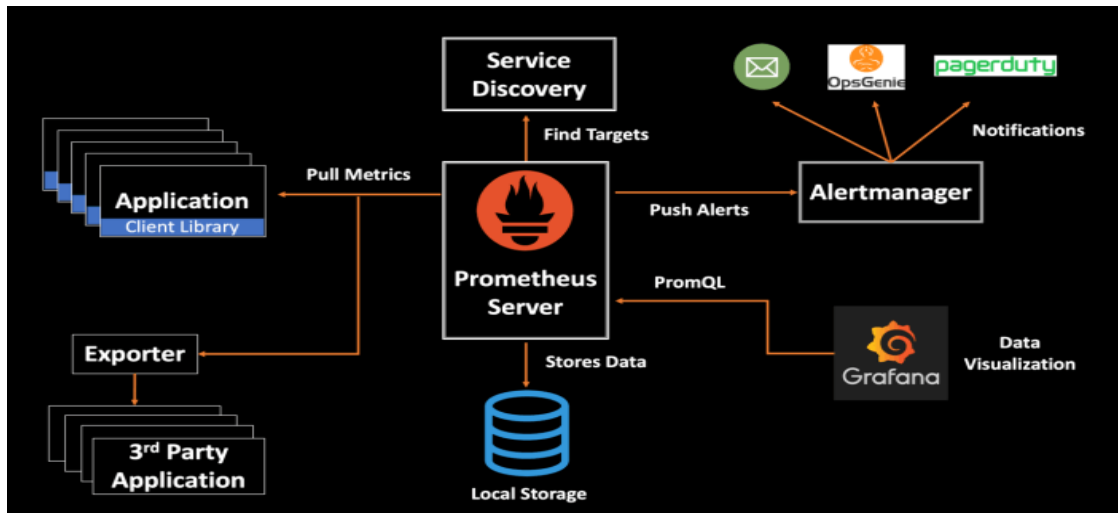 Service
Discovery
OpsGenie
pagerduty
Find Targets
Notifications
Pull Metrics
Application
Client Library
Push Alerts
Alertmanager
Prometheus
Server
PromQL
Exporter
Stores Data
Grafana
Data
Visualization
3rd Party
Application
Local Storage